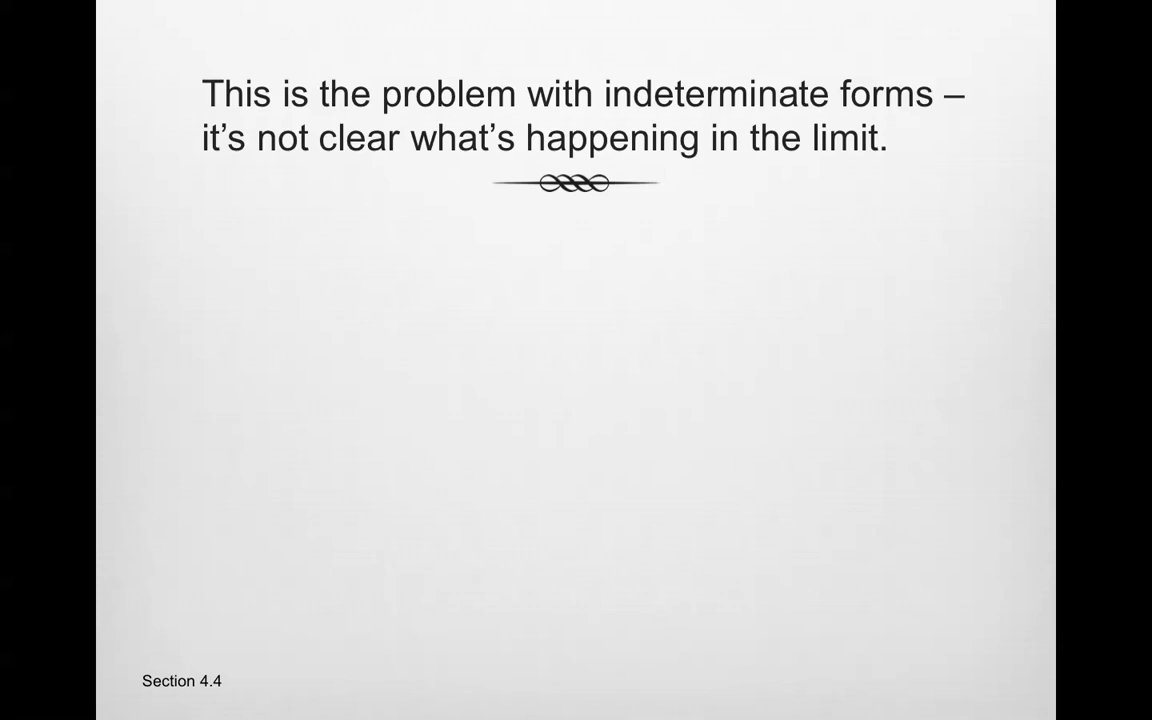 This is the problem with indeterminate forms –
it’s not clear what’s happening in the limit.
Section 4.4